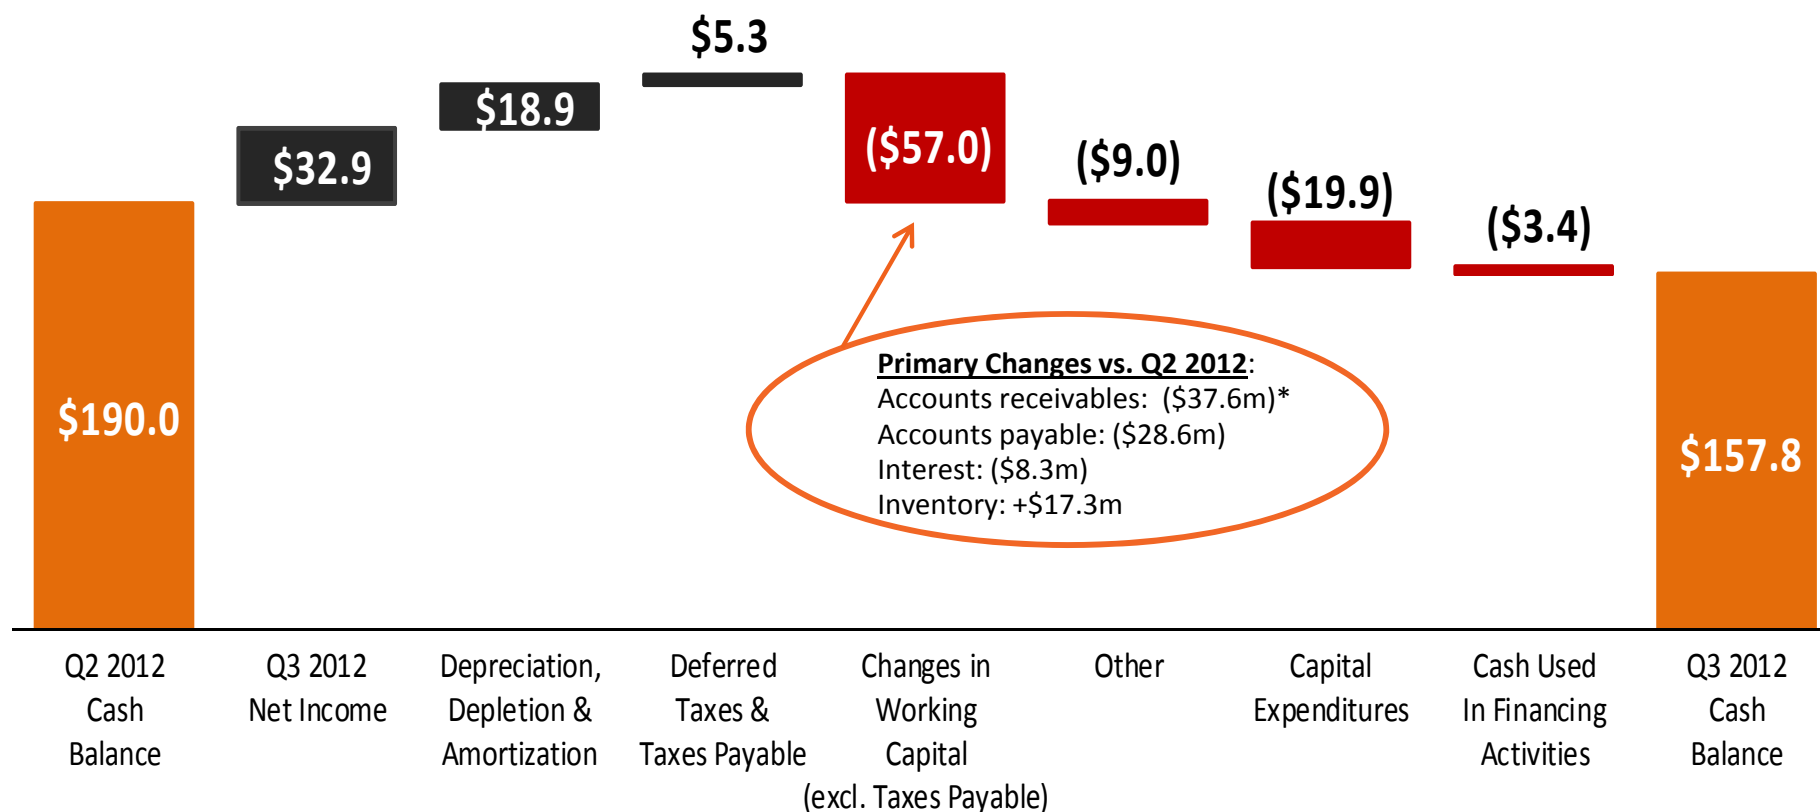 $5.3
$18.9
$32.9
($57.0)
($9.0)
($19.9)
($3.4)
$190.0
$157.8
Primary Changes vs. Q2 2012:
Accounts receivables: ($37.6m)*
Accounts payable: ($28.6m)
Interest: ($8.3m)
Inventory: +$17.3m
Q2 2012
Cash
Balance
Q3 2012
Net Income
Depreciation,
Depletion &
Amortization
Deferred
Taxes &
Taxes Payable
Changes in
Working
Capital
(excl. Taxes Payable)
Other
Capital
Expenditures
Cash Used
In Financing
Activities
Q3 2012
Cash
Balance